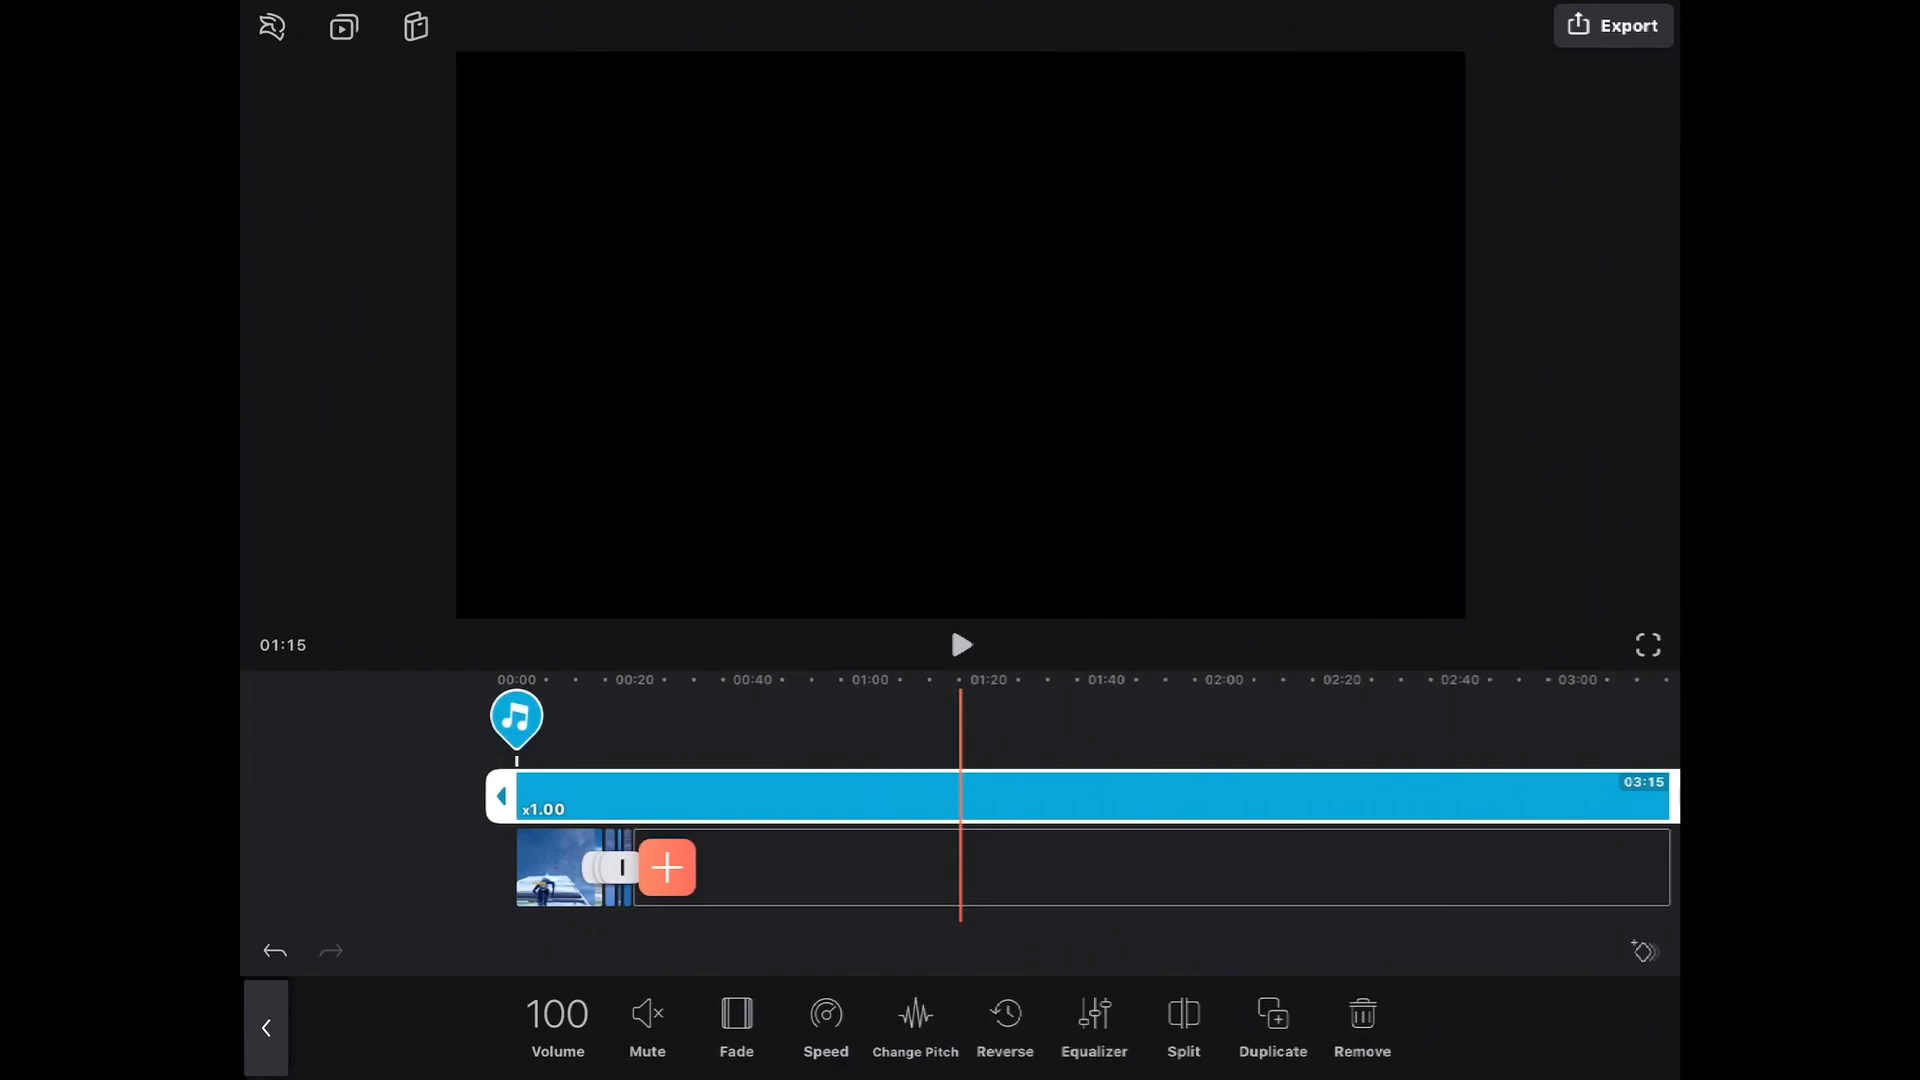 Export
01:15
00:00 00:20 00:40 01:00 01:20 01:40 02:00 02:20 02:40 03:00
03:15
x1.00
100
Volume Mute Fade Speed Change Pitch Reverse Equalizer Split Duplicate Remove